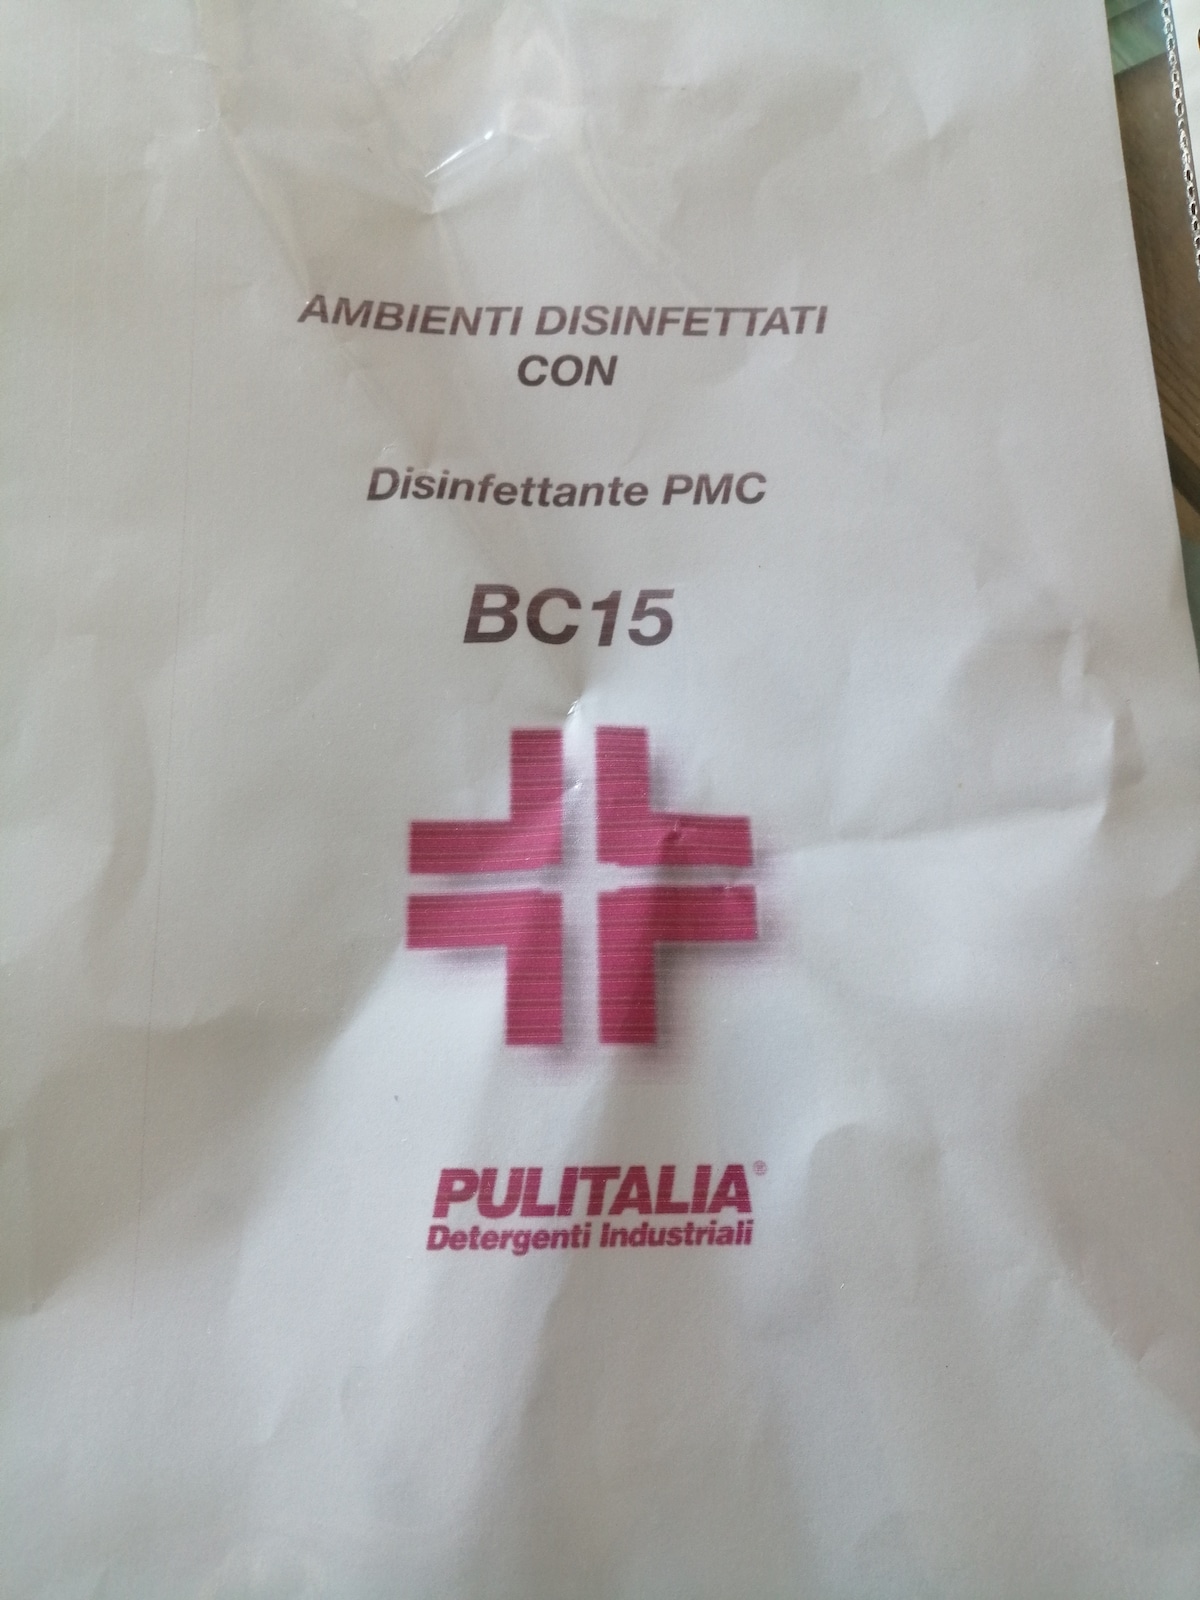 AMBIENTI DISINFETTATI
CON
Disinfettante PMC
BC15
PULITALIA®
Detergenti Industriali